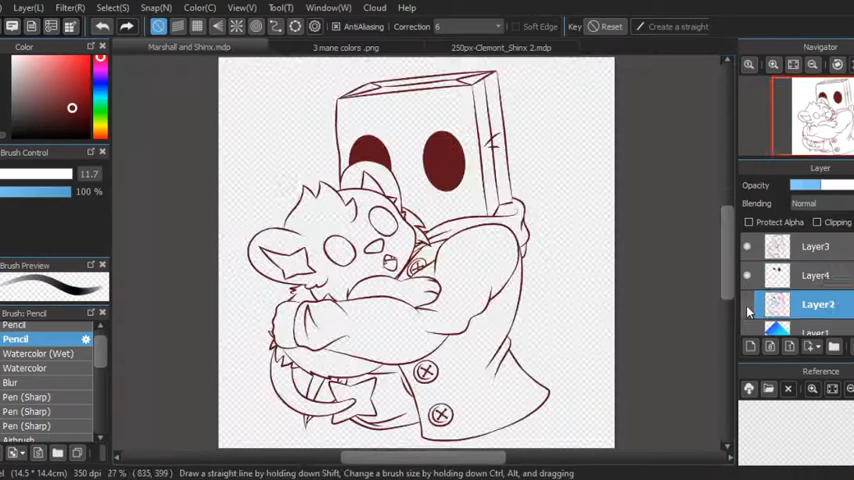 Layer(L) Filter(R) Select(S) Snap(N) Color(C) View(V) Tool(T) Window(W) Cloud Help
AntiAliasing Correction 6 Soft Edge Key Reset Create a straight
Color
Marshall and Shinx.mdp 3 mane colors .png 250px-Clemont_Shinx 2.mdp
Navigator
Brush Control
11.7
100 %
Layer
Opacity
Blending Normal
Protect Alpha Clipping
Layer3
Layer4
Layer2
Layer1
Brush Preview
Brush: Pencil
Pencil
Pencil
Watercolor (Wet)
Watercolor
Blur
Pen (Sharp)
Pen (Sharp)
Pen (Sharp)
Airbrush
Reference
(14.5 * 14.4cm) 350 dpi 27 % ( 835, 399 ) Draw a straight line by holding down Shift, Change a brush size by holding down Ctrl, Alt, and dragging